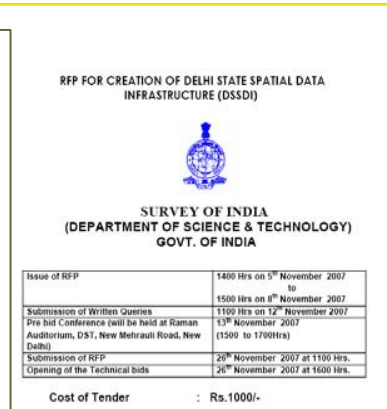 RFP FOR CREATION OF DELHI STATE SPATIAL DATA
INFRASTRUCTURE (DSSDI)
SURVEY OF INDIA
(DEPARTMENT OF SCIENCE & TECHNOLOGY)
GOVT. OF INDIA
Issue of RFP 1400 Hrs on 5th November 2007
to
1500 Hrs on 8th November 2007
Submission of Written Queries 1100 Hrs on 12th November 2007
Pre bid Conference (will be held at Raman 13th November 2007
Auditorium, DST, New Mehrauli Road, New (1500 to 1700Hrs)
Delhi)
Submission of RFP 26th November 2007 at 1100 Hrs.
Opening of the Technical bids 26th November 2007 at 1600 Hrs.
Cost of Tender : Rs.1000/-